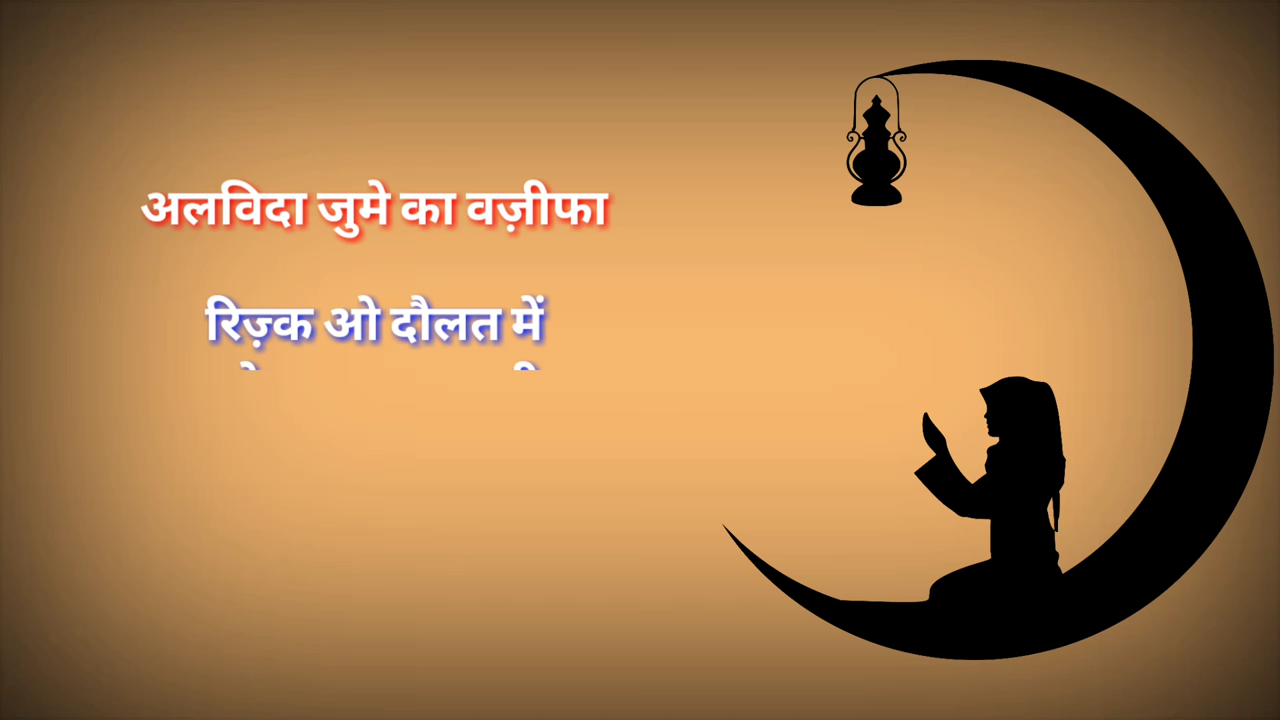 अलविदा जुमे का वज़ीफा
रिज़्क ओ दौलत में